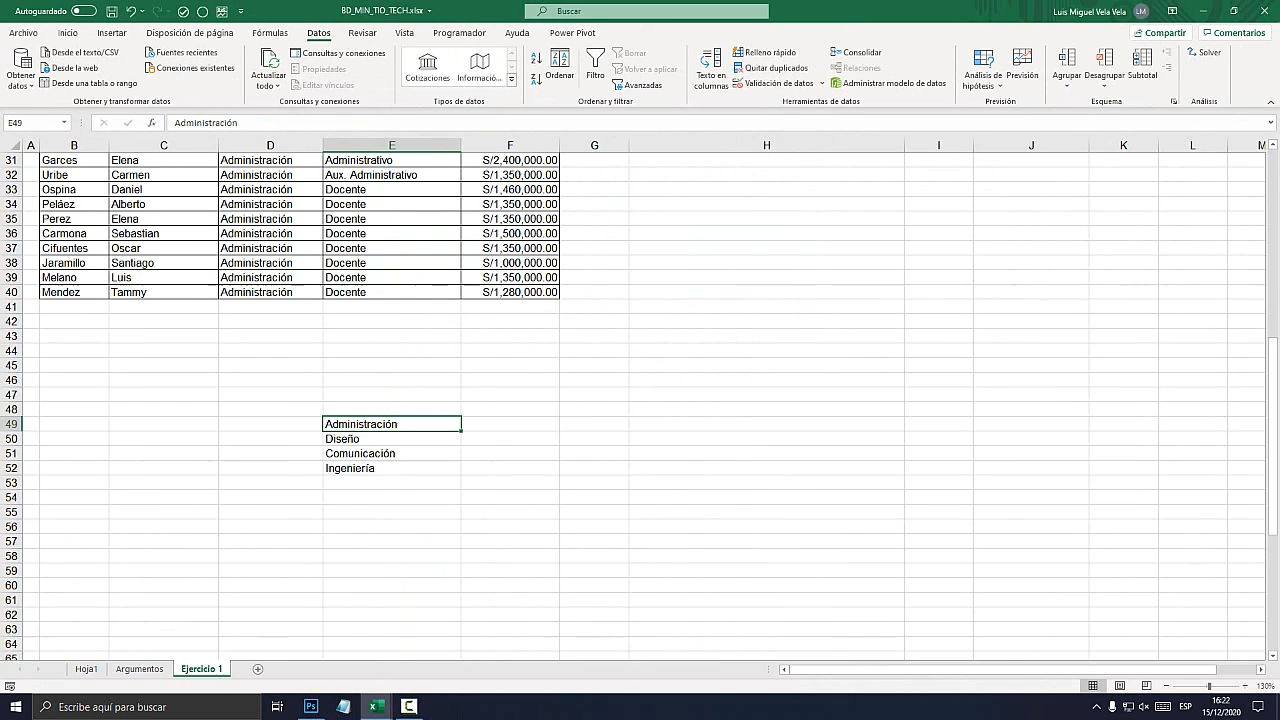 Autoguardado
BD_MIN_TIO_TECH.xlsx
Buscar
Luis Miguel Vela Vela
LM
Archivo Inicio Insertar Disposición de página Fórmulas Datos Revisar Vista Programador Ayuda Power Pivot
Compartir Comentarios
Obtener datos
Desde el texto/CSV
Desde la web
Desde una tabla o rango
Fuentes recientes
Conexiones existentes
Obtener y transformar datos
Actualizar todo
Consultas y conexiones
Propiedades
Editar vínculos
Consultas y conexiones
Cotizaciones Informació...
Tipos de datos
Ordenar
Filtro
Borrar
Volver a aplicar
Avanzadas
Ordenar y filtrar
Texto en columnas
Relleno rápido
Quitar duplicados
Validación de datos
Consolidar
Relaciones
Administrar modelo de datos
Herramientas de datos
Análisis de hipótesis
Previsión
Previsión
Agrupar Desagrupar Subtotal
Esquema
Solver
Análisis
E49
fx
Administración
A B C D E F G H I J K L M
31 Garces Elena Administración Administrativo S/2,400,000.00
32 Uribe Carmen Administración Aux. Administrativo S/1,350,000.00
33 Ospina Daniel Administración Docente S/1,460,000.00
34 Peláez Alberto Administración Docente S/1,350,000.00
35 Perez Elena Administración Docente S/1,350,000.00
36 Carmona Sebastian Administración Docente S/1,500,000.00
37 Cifuentes Oscar Administración Docente S/1,350,000.00
38 Jaramillo Santiago Administración Docente S/1,000,000.00
39 Melano Luis Administración Docente S/1,350,000.00
40 Mendez Tammy Administración Docente S/1,280,000.00
41
42
43
44
45
46
47
48
49 Administración
50 Diseño
51 Comunicación
52 Ingeniería
53
54
55
56
57
58
59
60
61
62
63
64
65
Hoja1 Argumentos Ejercicio 1
130%
Escribe aquí para buscar
Ps
ESP
16:22
15/12/2020